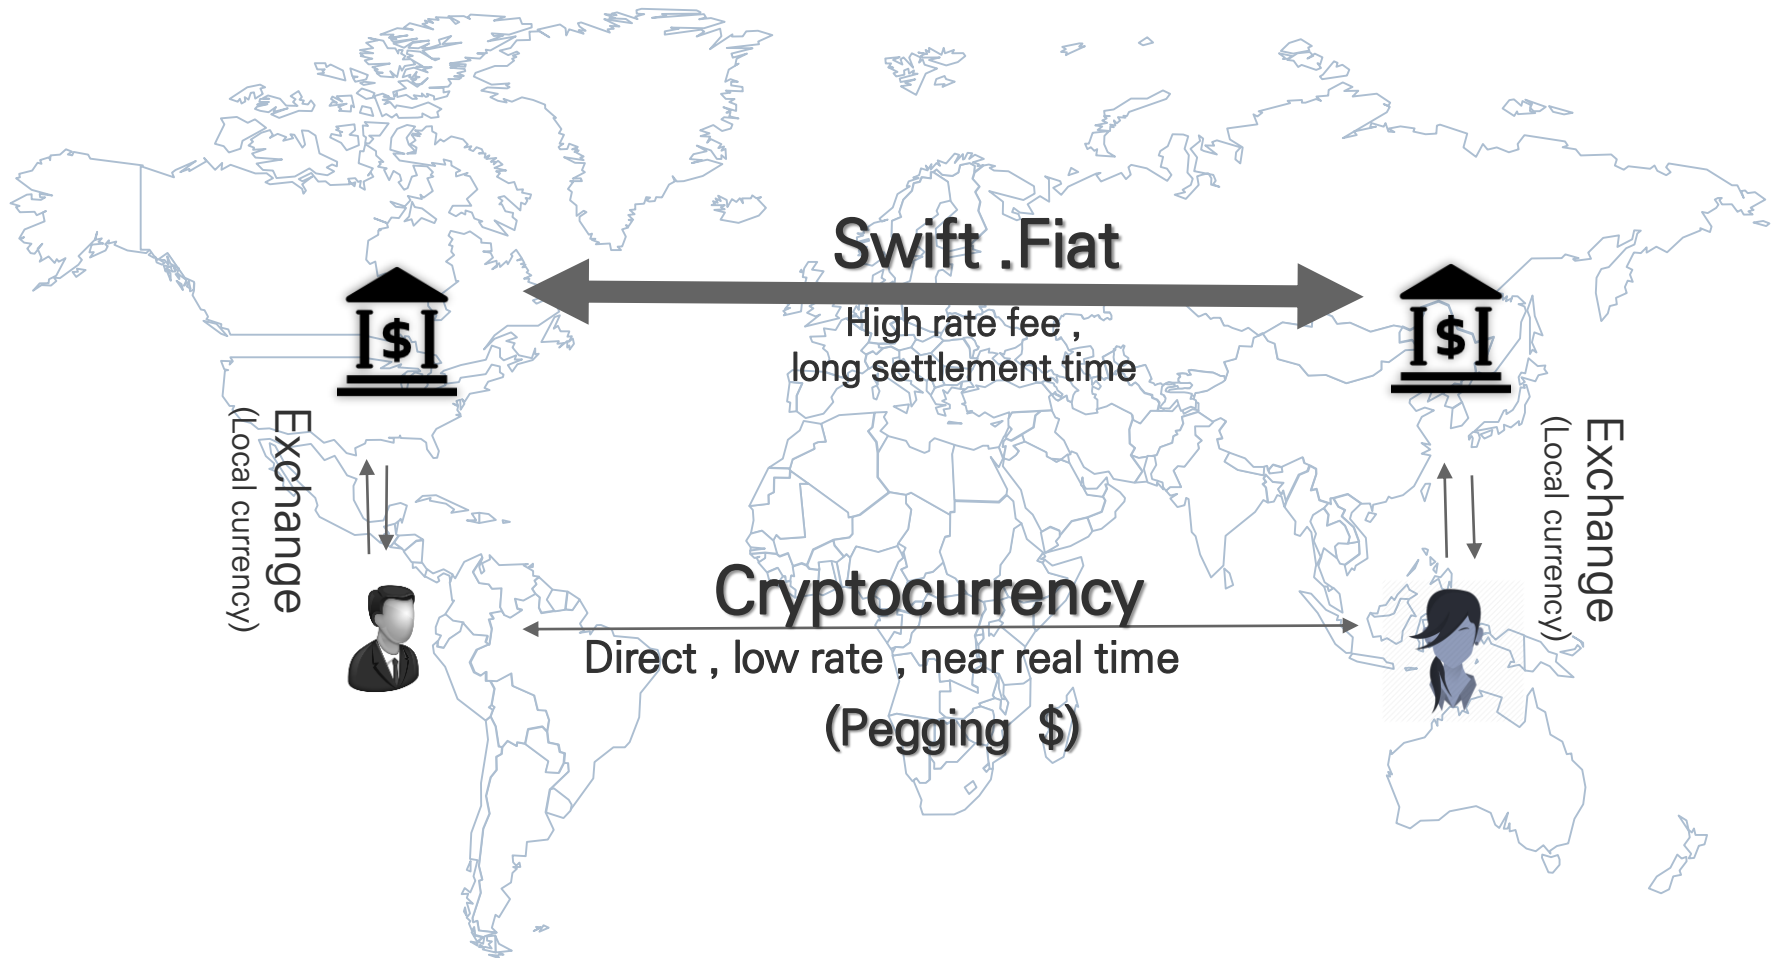 Swift .Fiat
High rate fee ,
long settlement time
$
$
Exchange
(Local currency)
Exchange
(Local currency)
Cryptocurrency
Direct , low rate , near real time
(Pegging $)